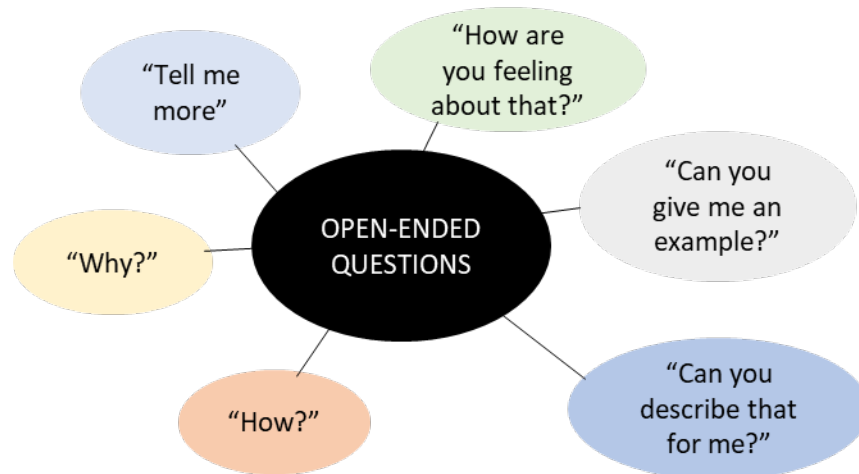 “How are
you feeling
about that?”
“Tell me
more”
“Can you
give me an
example?”
OPEN-ENDED
QUESTIONS
“Why?”
“Can you
describe that
for me?”
“How?”